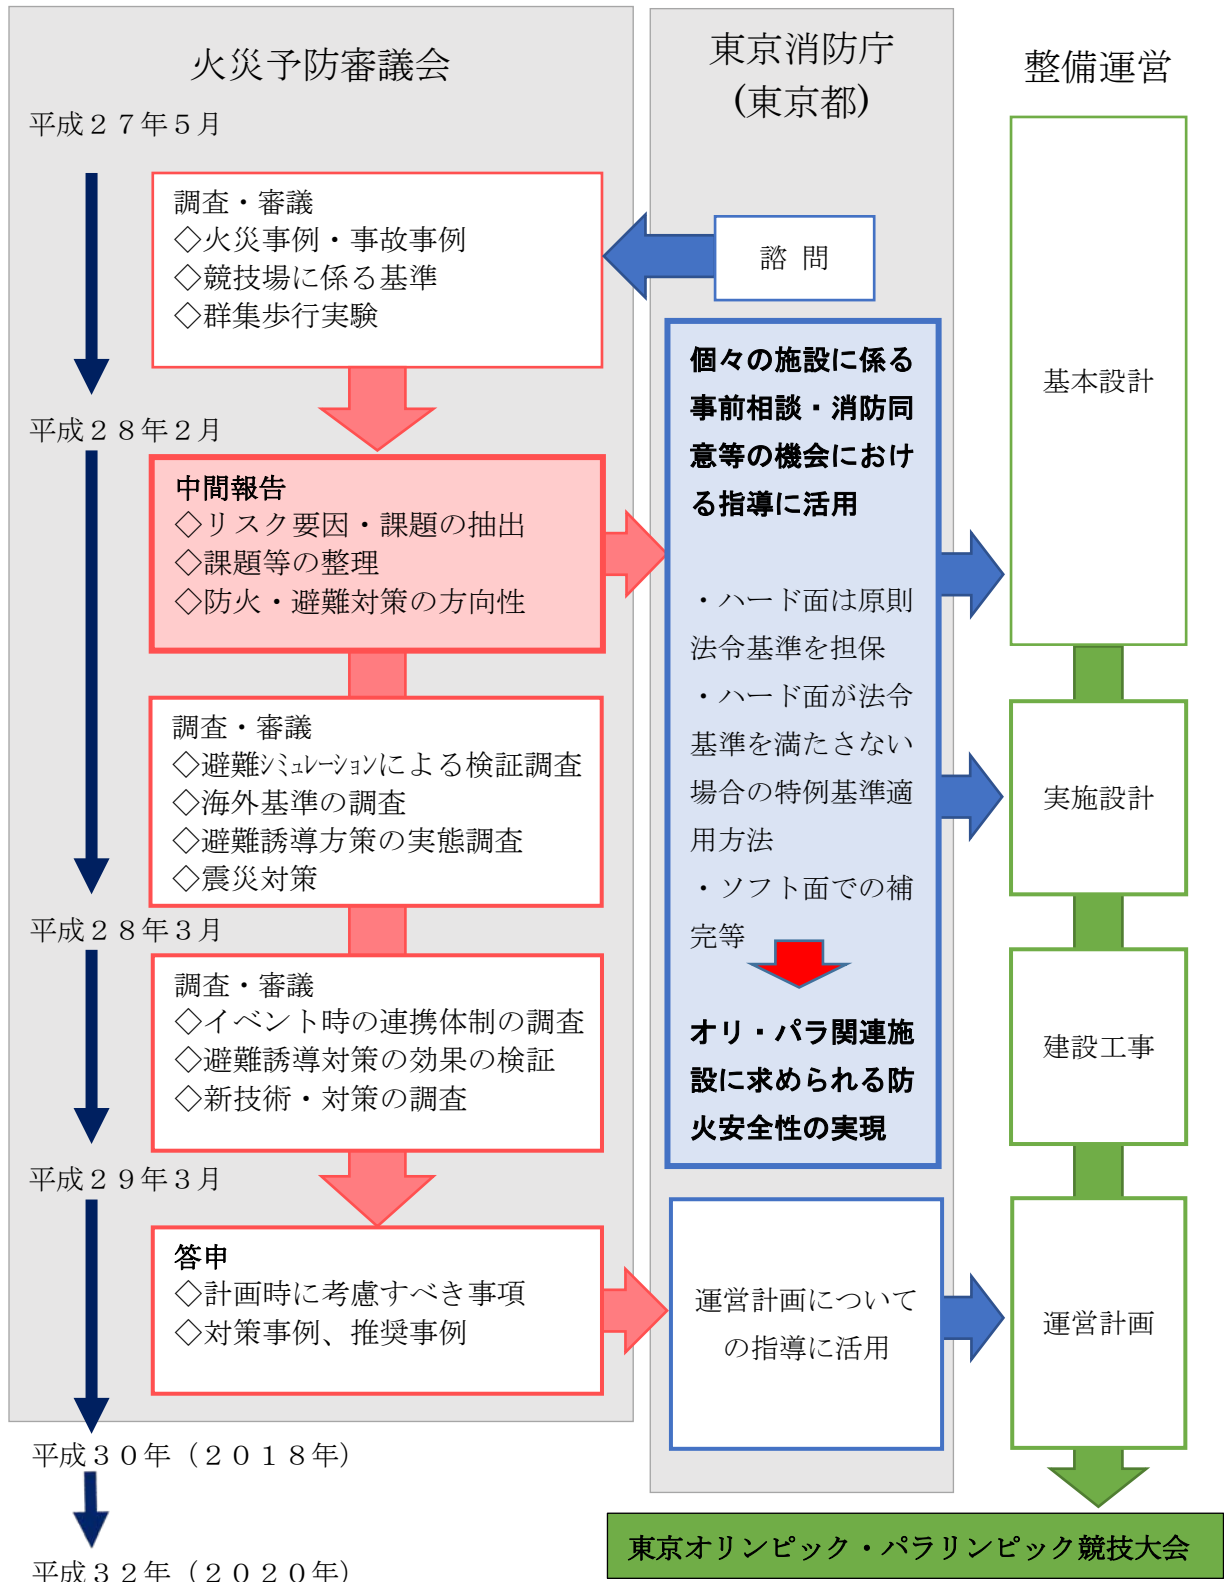 火災予防審議会
平成２７年５月
調査・審議
◇火災事例・事故事例
◇競技場に係る基準
◇群集歩行実験
平成２８年２月
中間報告
◇リスク要因・課題の抽出
◇課題等の整理
◇防火・避難対策の方向性
調査・審議
◇避難ｼﾐｭﾚｰｼｮﾝによる検証調査
◇海外基準の調査
◇避難誘導方策の実態調査
◇震災対策
平成２８年３月
調査・審議
◇イベント時の連携体制の調査
◇避難誘導対策の効果の検証
◇新技術・対策の調査
平成２９年３月
答申
◇計画時に考慮すべき事項
◇対策事例、推奨事例
平成３０年（２０１８年）
平成３２年（２０２０年）
東京消防庁
(東京都)
諮 問
個々の施設に係る
事前相談・消防同
意等の機会におけ
る指導に活用
・ハード面は原則
法令基準を担保
・ハード面が法令
基準を満たさない
場合の特例基準適
用方法
・ソフト面での補
完等
オリ・パラ関連施
設に求められる防
火安全性の実現
運営計画について
の指導に活用
整備運営
基本設計
実施設計
建設工事
運営計画
東京オリンピック・パラリンピック競技大会